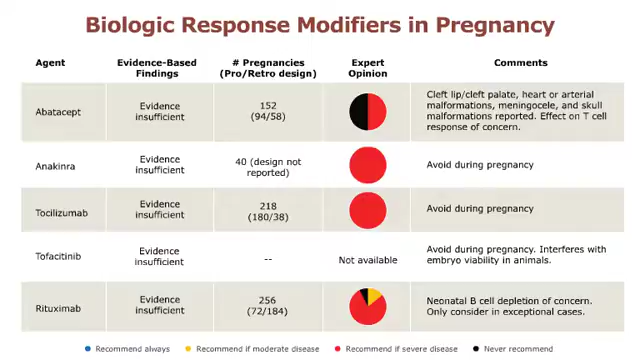 Biologic Response Modifiers in Pregnancy
Agent
Evidence-Based
Findings
# Pregnancies
(Pro/Retro design)
Expert
Opinion
Comments
Abatacept
Evidence
insufficient
152
(94/58)
Cleft lip/cleft palate, heart or arterial
malformations, meningocele, and skull
malformations reported. Effect on T cell
response of concern.
Anakinra
Evidence
insufficient
40 (design not
reported)
Avoid during pregnancy
Tocilizumab
Evidence
insufficient
218
(180/38)
Avoid during pregnancy
Tofacitinib
Evidence
insufficient
--
Not available
Avoid during pregnancy. Interferes with
embryo viability in animals.
Rituximab
Evidence
insufficient
256
(72/184)
Neonatal B cell depletion of concern.
Only consider in exceptional cases.
Recommend always
Recommend if moderate disease
Recommend if severe disease
Never recommend